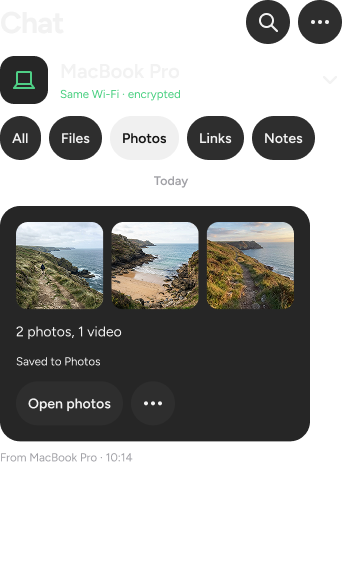 Chat
MacBook Pro
Same Wi-Fi · encrypted
All
Files
Photos
Links
Notes
Today
2 photos, 1 video
Saved to Photos
Open photos
From MacBook Pro · 10:14